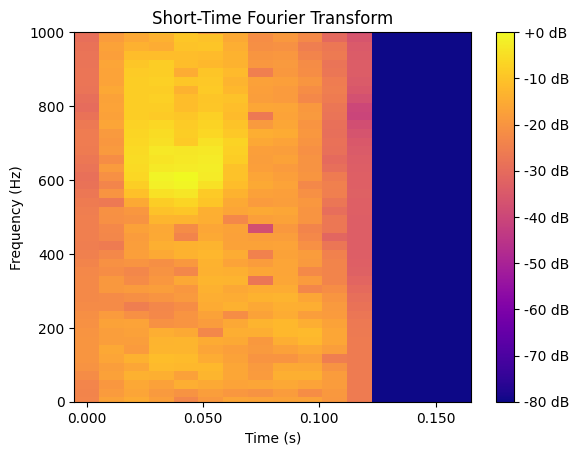 Short-Time Fourier Transform
Frequency (Hz)
1000
800
600
400
200
0
0.000
0.050
0.100
0.150
Time (s)
+0 dB
-10 dB
-20 dB
-30 dB
-40 dB
-50 dB
-60 dB
-70 dB
-80 dB